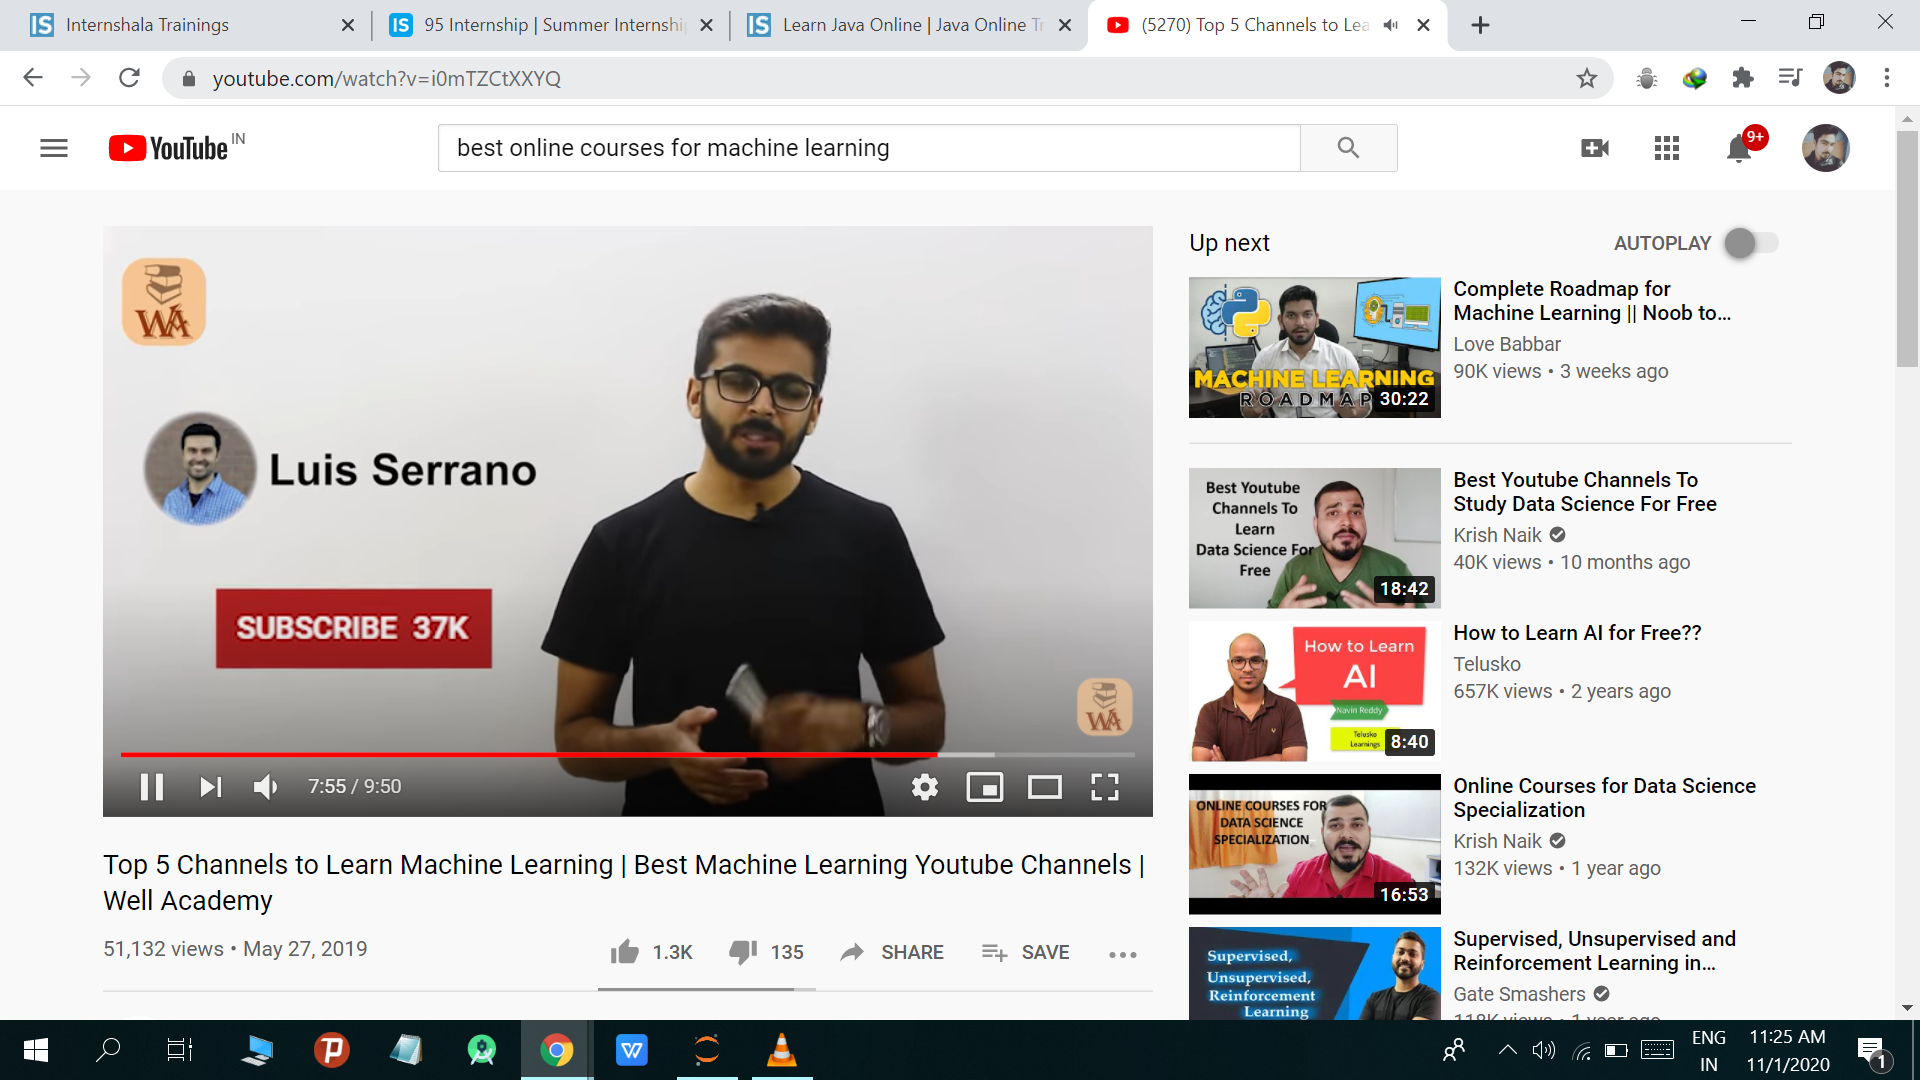 Internshala Trainings
95 Internship | Summer Internshi
Learn Java Online | Java Online Tr
(5270) Top 5 Channels to Lea
youtube.com/watch?v=i0mTZCtXXYQ
YouTube IN
best online courses for machine learning
9+
WA
Luis Serrano
SUBSCRIBE 37K
WA
7:55 / 9:50
Top 5 Channels to Learn Machine Learning | Best Machine Learning Youtube Channels |
Well Academy
51,132 views • May 27, 2019
1.3K
135
SHARE
SAVE
Up next
AUTOPLAY
MACHINE LEARNING
ROADMAP
30:22
Complete Roadmap for
Machine Learning || Noob to...
Love Babbar
90K views • 3 weeks ago
Best Youtube
Channels To
Learn
Data Science For
Free
18:42
Best Youtube Channels To
Study Data Science For Free
Krish Naik
40K views • 10 months ago
How to Learn
AI
Navin Reddy
Telusko
Learnings
8:40
How to Learn AI for Free??
Telusko
657K views • 2 years ago
ONLINE COURSES FOR
DATA SCIENCE
SPECIALIZATION
16:53
Online Courses for Data Science
Specialization
Krish Naik
132K views • 1 year ago
Supervised,
Unsupervised,
Reinforcement
Learning
Supervised, Unsupervised and
Reinforcement Learning in...
Gate Smashers
118K views • 1 year ago
ENG
IN
11:25 AM
11/1/2020
1